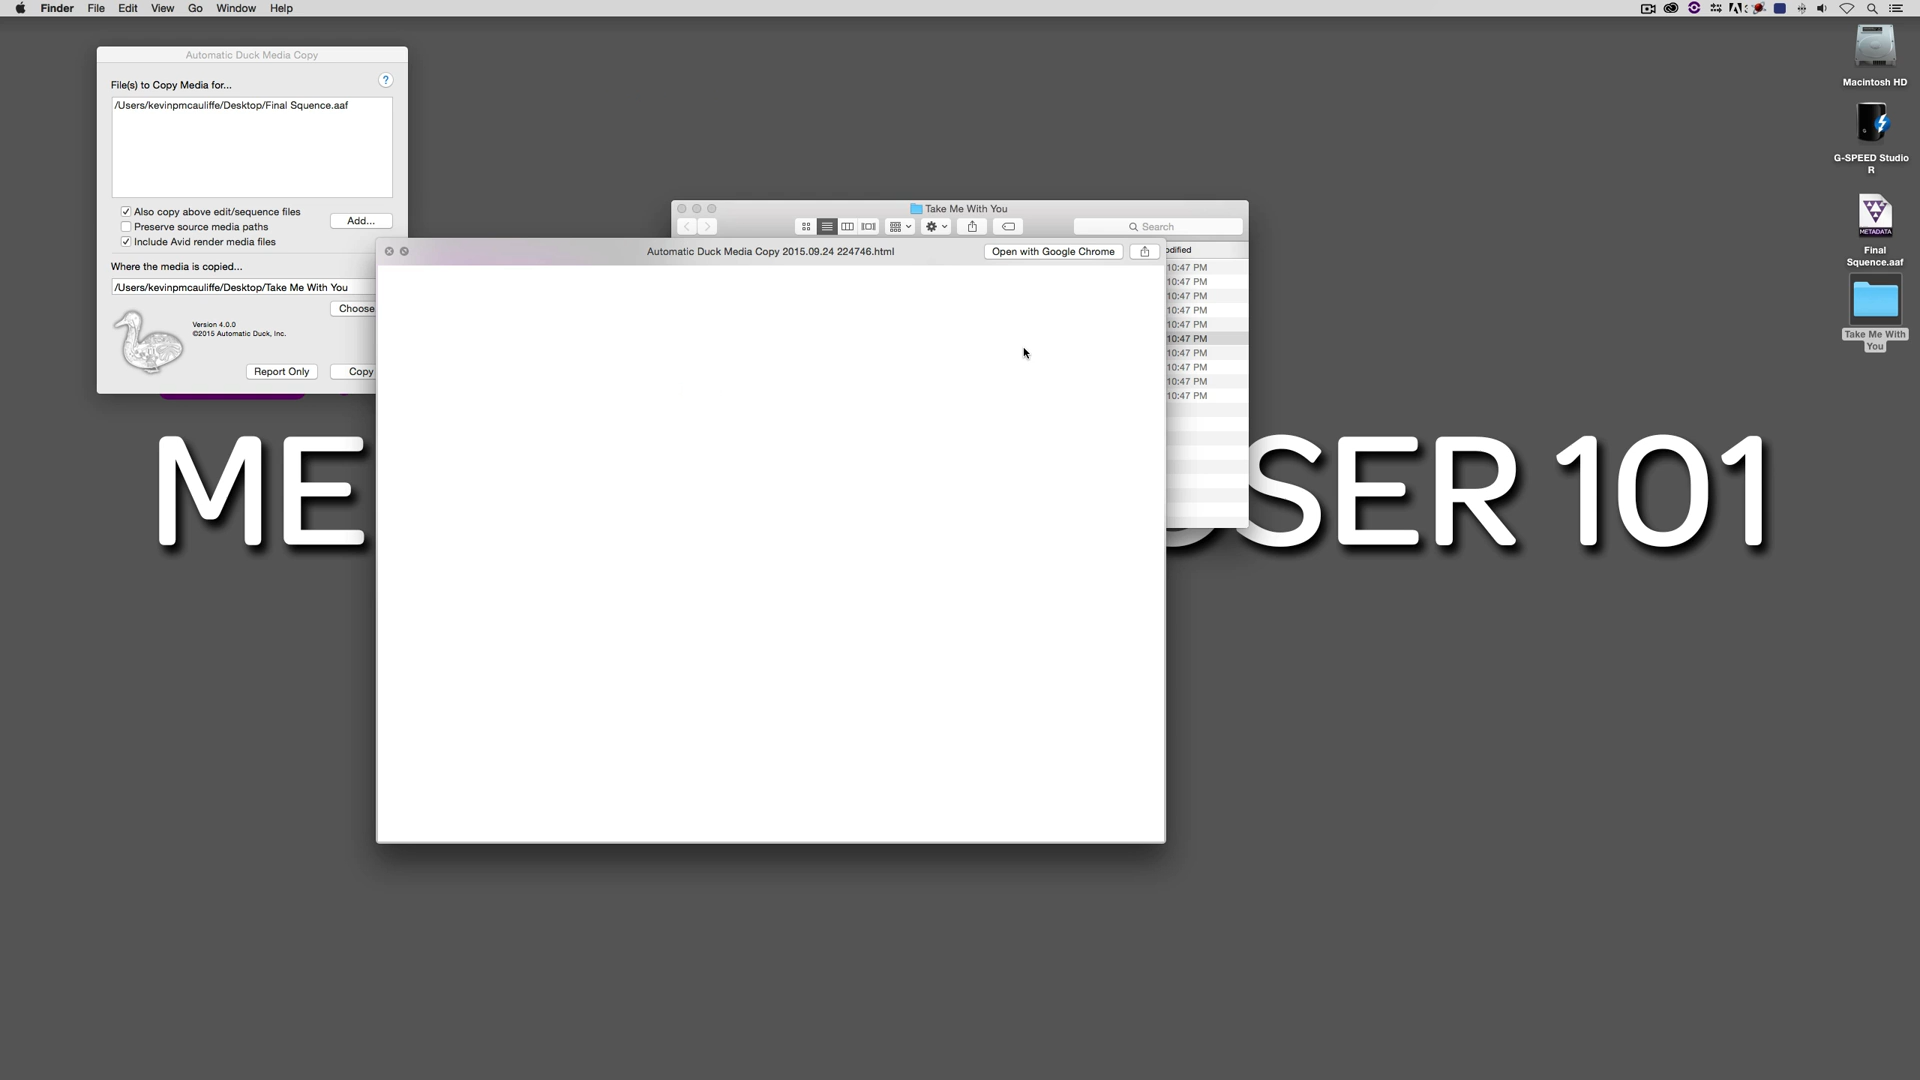 Finder File Edit View Go Window Help
Automatic Duck Media Copy
File(s) to Copy Media for...
?
/Users/kevinpmcauliffe/Desktop/Final Squence.aaf
Also copy above edit/sequence files
Preserve source media paths
Include Avid render media files
Add...
Where the media is copied...
/Users/kevinpmcauliffe/Desktop/Take Me With You
Choose
Version 4.0.0
©2015 Automatic Duck, Inc.
Report Only
Copy
Take Me With You
Search
Automatic Duck Media Copy 2015.09.24 224746.html
Open with Google Chrome
odified
10:47 PM
10:47 PM
10:47 PM
10:47 PM
10:47 PM
10:47 PM
10:47 PM
10:47 PM
10:47 PM
10:47 PM
ME
OSER 101
Macintosh HD
G-SPEED Studio
R
METADATA
Final
Squence.aaf
Take Me With
You